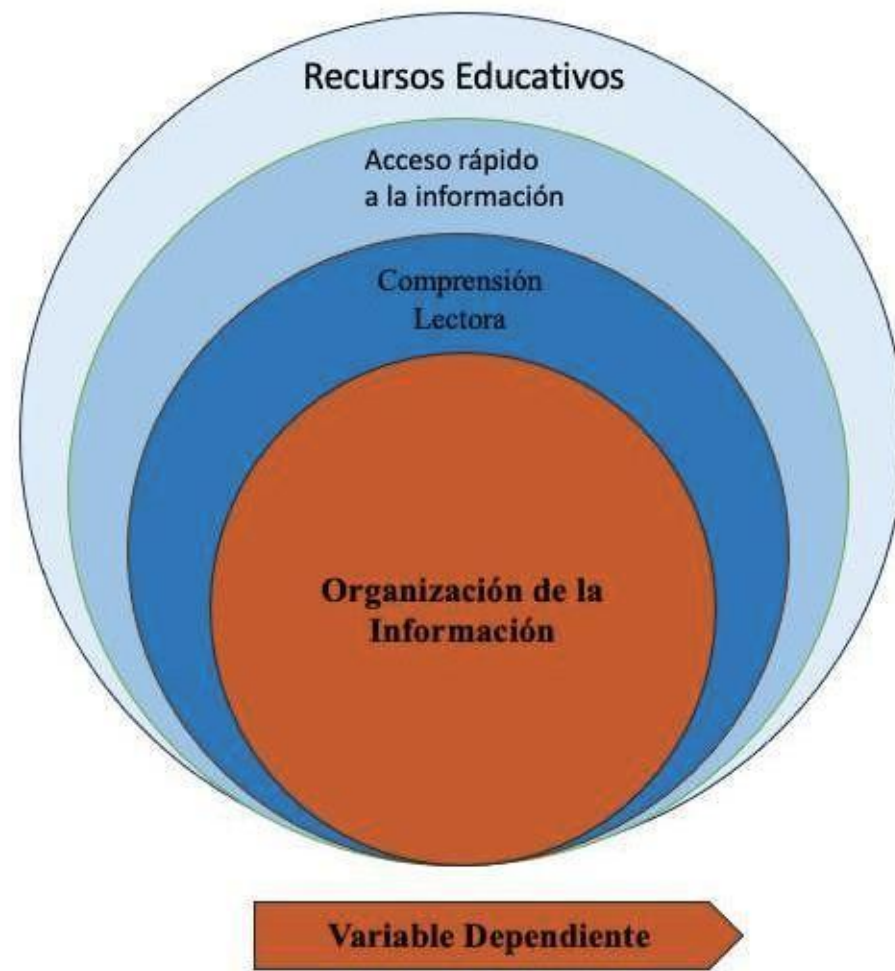 Recursos Educativos
Acceso rápido
a la información
Comprensión
Lectora
Organización de la
Información
Variable Dependiente